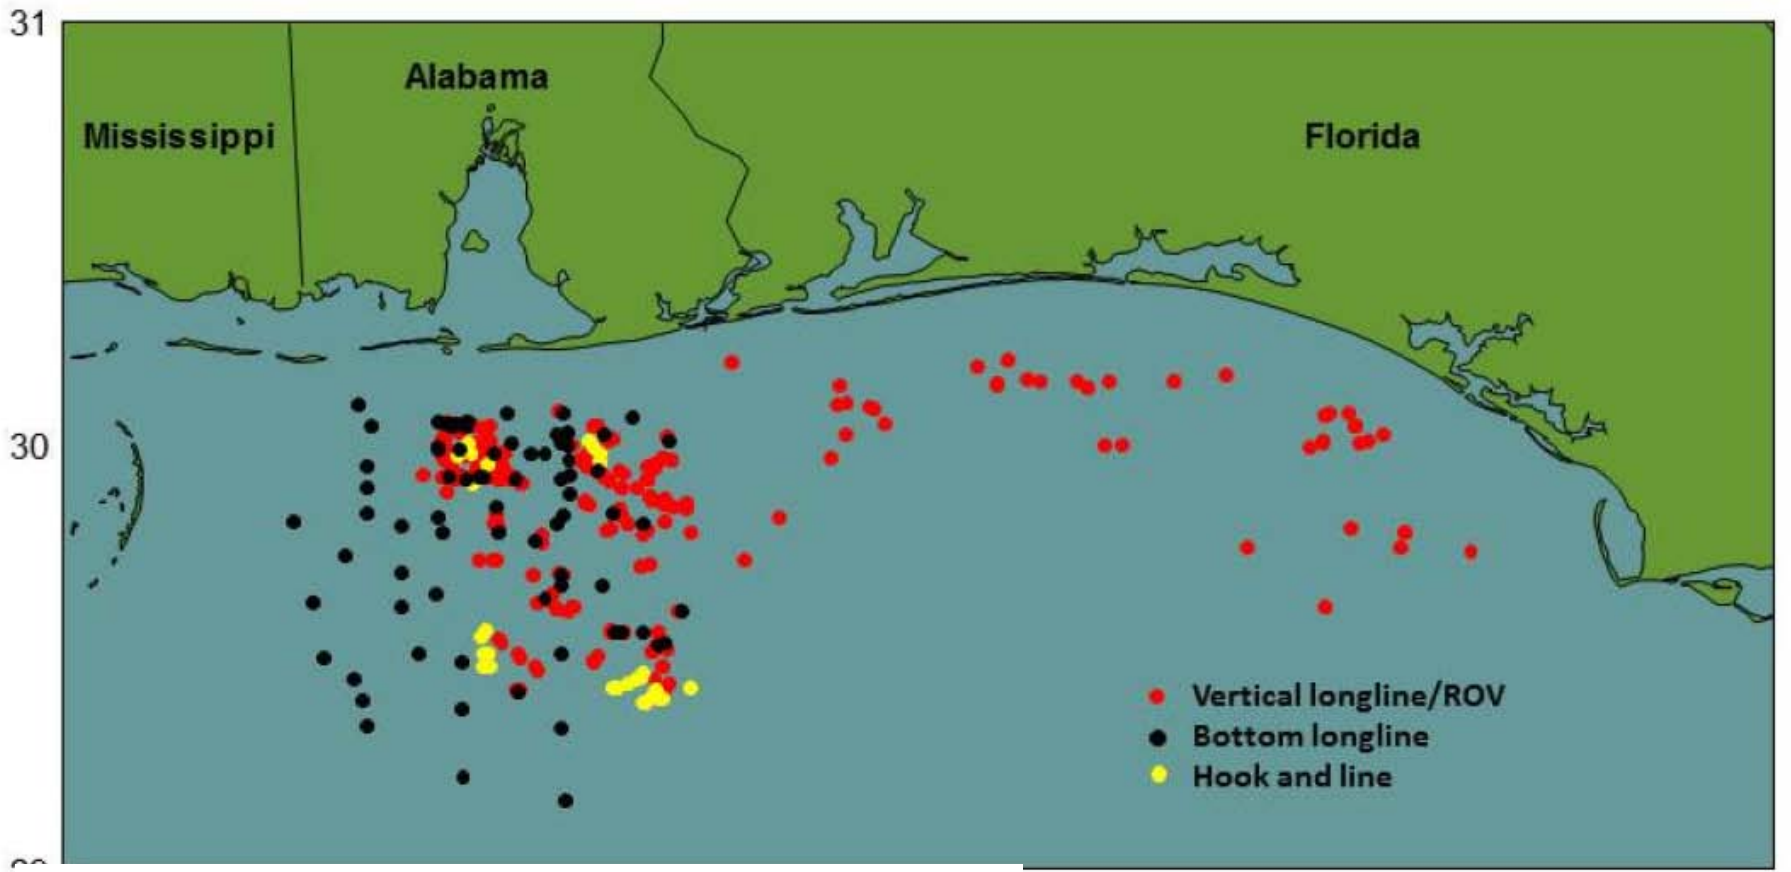 31
Alabama
Mississippi
Florida
30
Vertical longline/ROV
Bottom longline
Hook and line